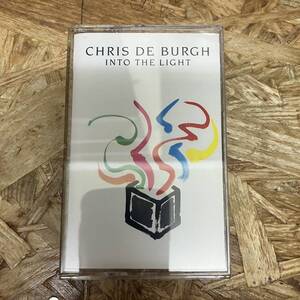 CHRIS DE BURGH
INTO THE LIGHT